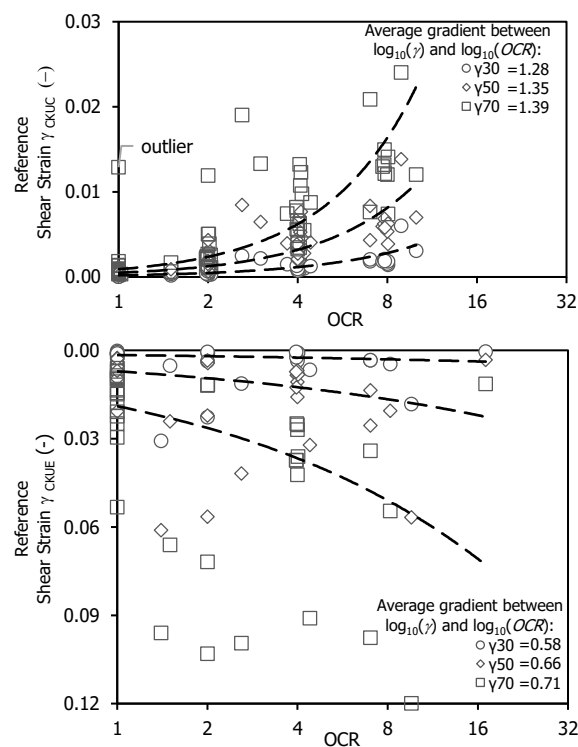 Average gradient between
log₁₀(γ) and log₁₀(OCR):
γ30 =1.28
γ50 =1.35
γ70 =1.39
outlier
Reference
Shear Strain γ CKUC (−)
0.03
0.02
0.01
0.00
1 2 4 8 16 32
OCR
Reference
Shear Strain γ CKUE (-)
0.00
0.03
0.06
0.09
0.12
Average gradient between
log₁₀(γ) and log₁₀(OCR):
γ30 =0.58
γ50 =0.66
γ70 =0.71
1 2 4 8 16 32
OCR